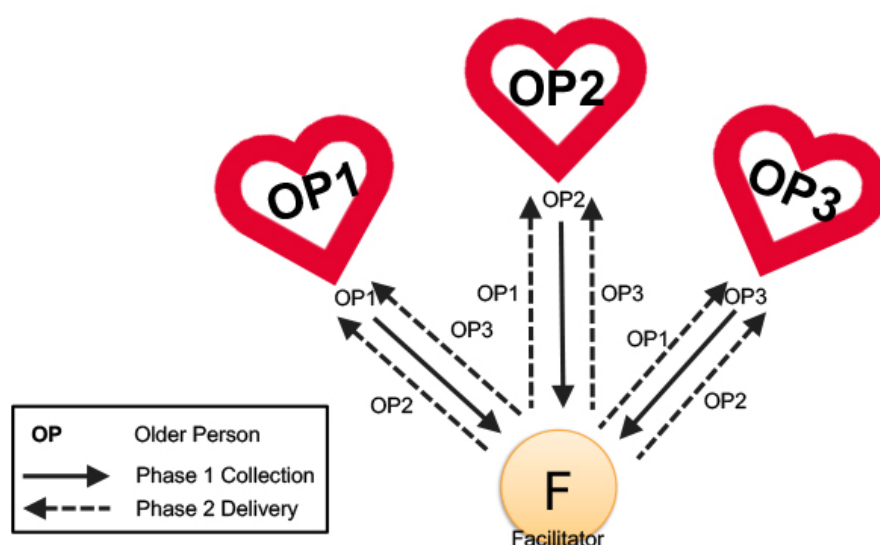 OP2
OP1
OP3
OP2
OP1
OP3
OP1
OP3
OP3
OP1
OP2
OP2
OP Older Person
Phase 1 Collection
Phase 2 Delivery
F
Facilitator